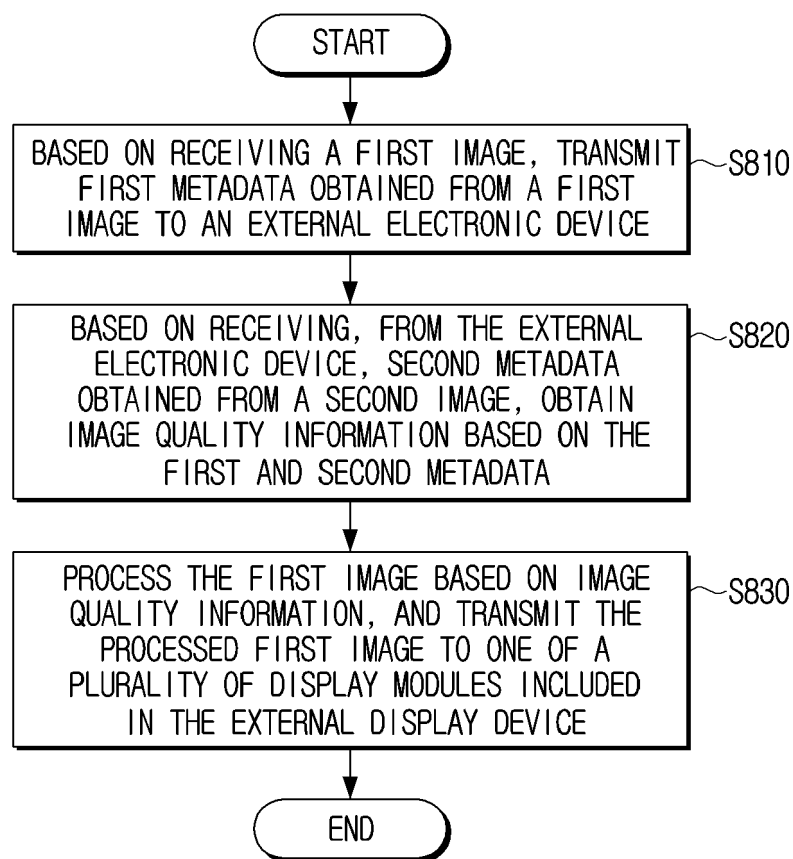 START
BASED ON RECEIVING A FIRST IMAGE, TRANSMIT
FIRST METADATA OBTAINED FROM A FIRST
IMAGE TO AN EXTERNAL ELECTRONIC DEVICE
S810
BASED ON RECEIVING, FROM THE EXTERNAL
ELECTRONIC DEVICE, SECOND METADATA
OBTAINED FROM A SECOND IMAGE, OBTAIN
IMAGE QUALITY INFORMATION BASED ON THE
FIRST AND SECOND METADATA
S820
PROCESS THE FIRST IMAGE BASED ON IMAGE
QUALITY INFORMATION, AND TRANSMIT THE
PROCESSED FIRST IMAGE TO ONE OF A
PLURALITY OF DISPLAY MODULES INCLUDED
IN THE EXTERNAL DISPLAY DEVICE
S830
END